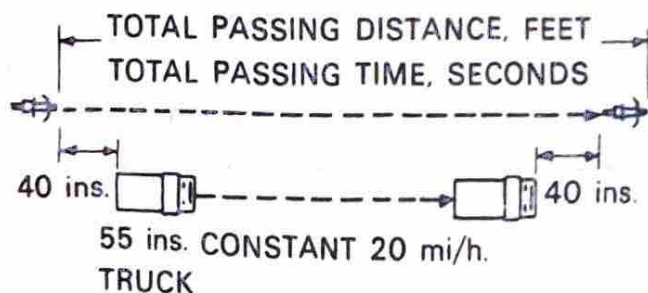 TOTAL PASSING DISTANCE, FEET
TOTAL PASSING TIME, SECONDS
40 ins.
40 ins.
55 ins. CONSTANT 20 mi/h.
TRUCK